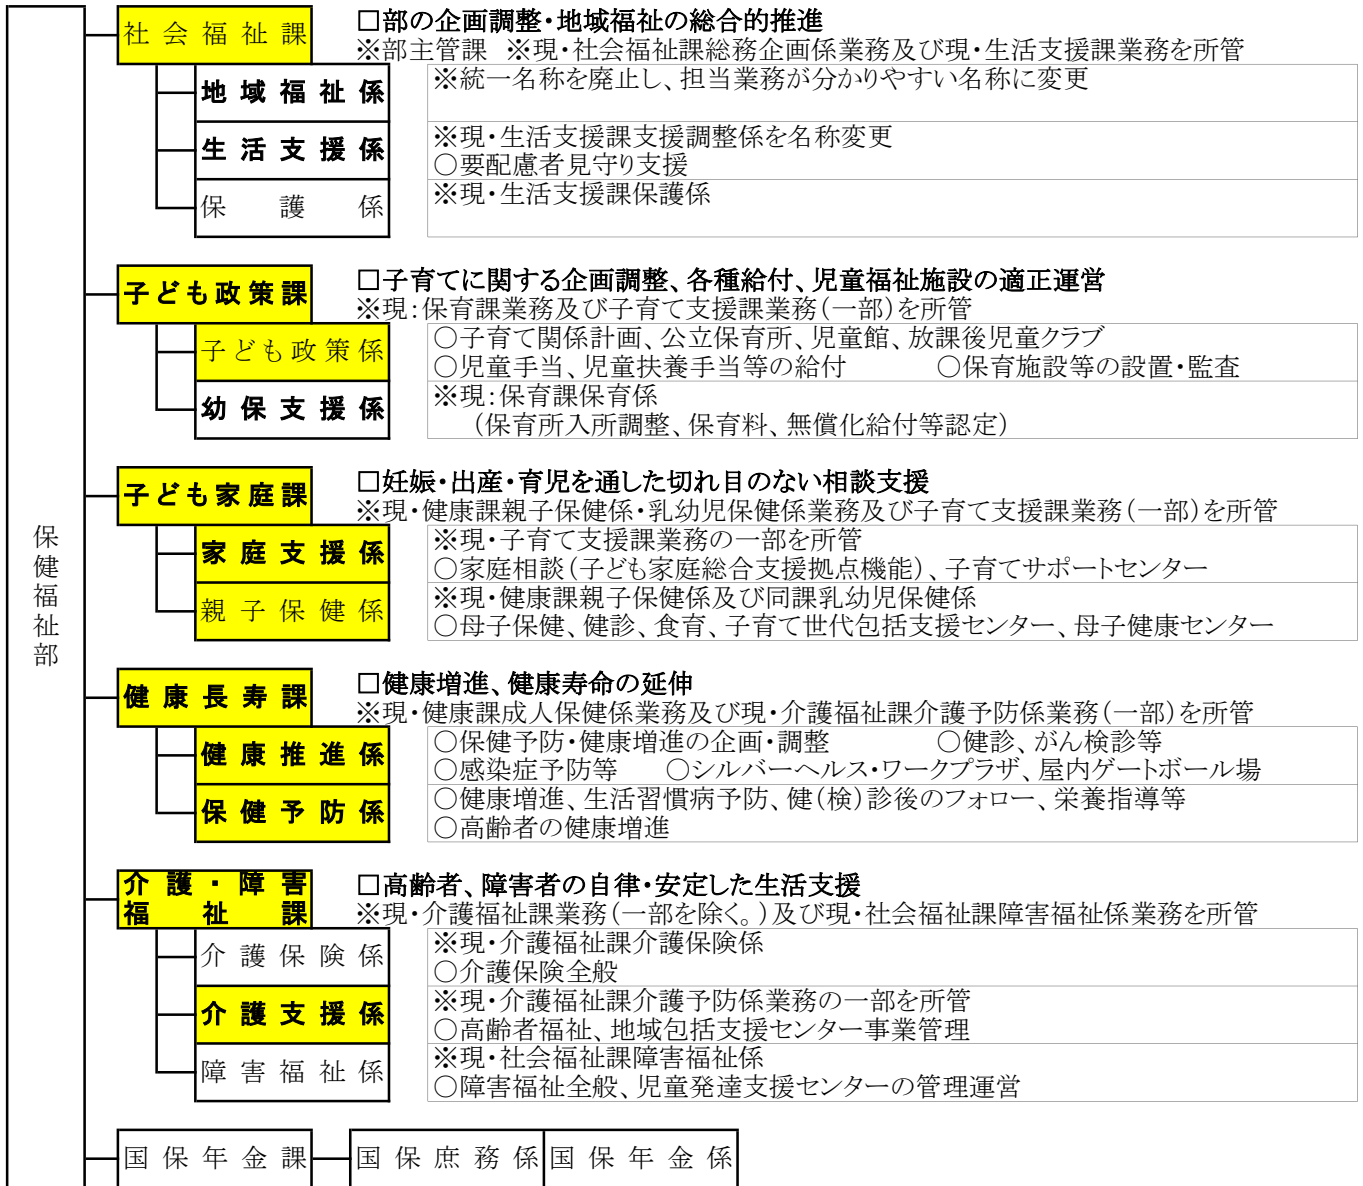 保健福祉部
社会福祉課
□部の企画調整・地域福祉の総合的推進
※部主管課 ※現・社会福祉課総務企画係業務及び現・生活支援課業務を所管
地域福祉係
※統一名称を廃止し、担当業務が分かりやすい名称に変更
生活支援係
※現・生活支援課支援調整係を名称変更
○要配慮者見守り支援
保護係
※現・生活支援課保護係
子ども政策課
□子育てに関する企画調整、各種給付、児童福祉施設の適正運営
※現:保育課業務及び子育て支援課業務(一部)を所管
子ども政策係
○子育て関係計画、公立保育所、児童館、放課後児童クラブ
○児童手当、児童扶養手当等の給付 ○保育施設等の設置・監査
幼保支援係
※現:保育課保育係
(保育所入所調整、保育料、無償化給付等認定)
子ども家庭課
□妊娠・出産・育児を通した切れ目のない相談支援
※現・健康課親子保健係・乳幼児保健係業務及び子育て支援課業務(一部)を所管
家庭支援係
※現・子育て支援課業務の一部を所管
○家庭相談(子ども家庭総合支援拠点機能)、子育てサポートセンター
親子保健係
※現・健康課親子保健係及び同課乳幼児保健係
○母子保健、健診、食育、子育て世代包括支援センター、母子健康センター
健康長寿課
□健康増進、健康寿命の延伸
※現・健康課成人保健係業務及び現・介護福祉課介護予防係業務(一部)を所管
健康推進係
○保健予防・健康増進の企画・調整 ○健診、がん検診等
○感染症予防等 ○シルバーヘルス・ワークプラザ、屋内ゲートボール場
保健予防係
○健康増進、生活習慣病予防、健(検)診後のフォロー、栄養指導等
○高齢者の健康増進
介護・障害
福祉課
□高齢者、障害者の自律・安定した生活支援
※現・介護福祉課業務(一部を除く。)及び現・社会福祉課障害福祉係業務を所管
介護保険係
※現・介護福祉課介護保険係
○介護保険全般
介護支援係
※現・介護福祉課介護予防係業務の一部を所管
○高齢者福祉、地域包括支援センター事業管理
障害福祉係
※現・社会福祉課障害福祉係
○障害福祉全般、児童発達支援センターの管理運営
国保年金課
国保庶務係
国保年金係